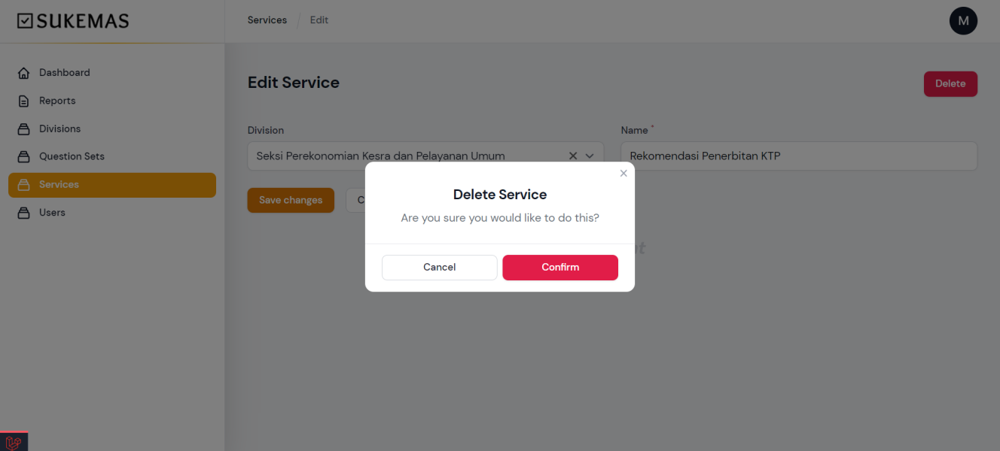 SUKEMAS
Services
Edit
M
Dashboard
Reports
Divisions
Question Sets
Services
Users
Edit Service
Delete
Division
Name *
Seksi Perekonomian Kesra dan Pelayanan Umum
Rekomendasi Penerbitan KTP
Save changes
Delete Service
Are you sure you would like to do this?
Cancel
Confirm